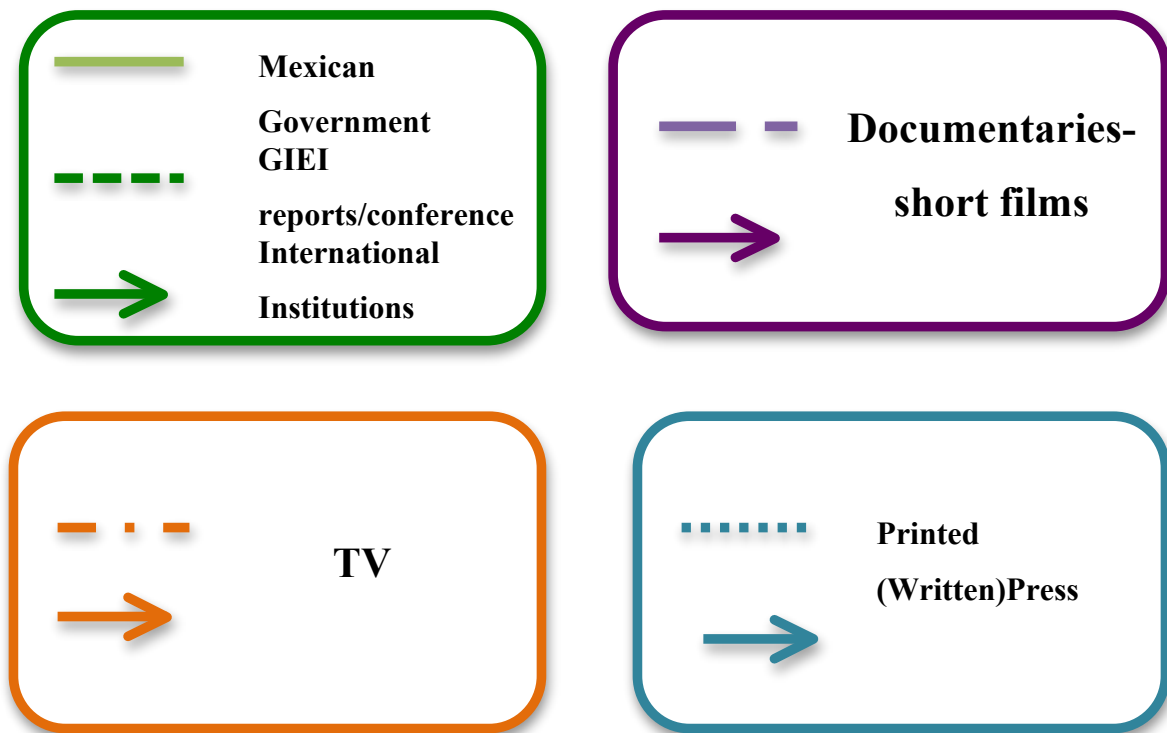 Mexican
Government
GIEI
reports/conference
International
Institutions
Documentaries-
short films
TV
Printed
(Written)Press